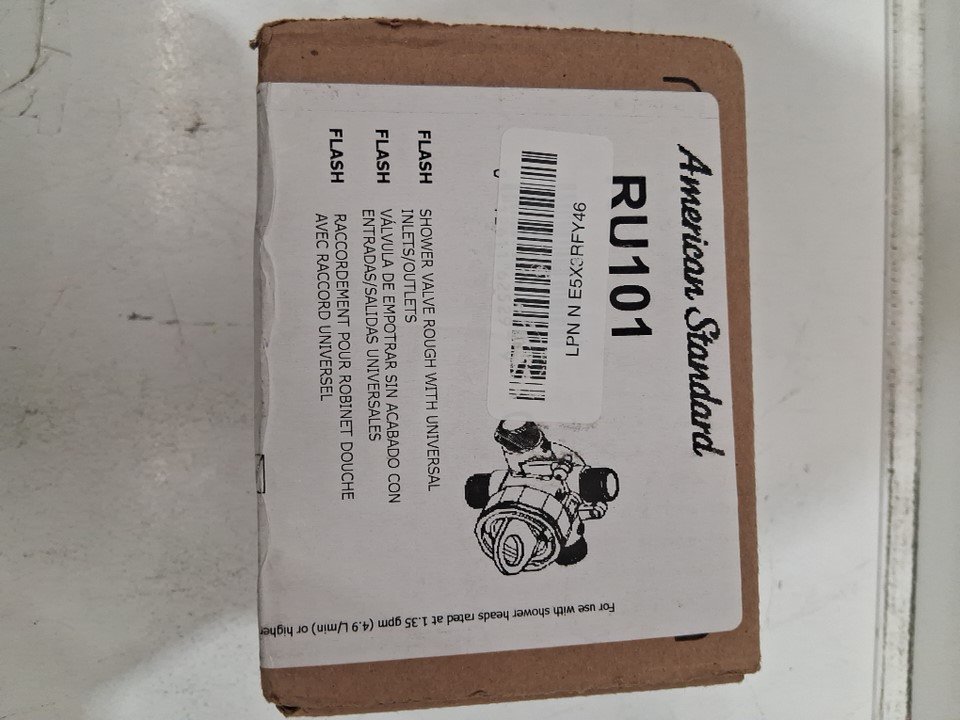 American Standard
RU101
LPN N E5X3RFY46
FLASH SHOWER VALVE ROUGH WITH UNIVERSAL
INLETS/OUTLETS
FLASH VÁLVULA DE EMPOTRAR SIN ACABADO CON
ENTRADAS/SALIDAS UNIVERSALES
FLASH RACCORDEMENT POUR ROBINET DOUCHE
AVEC RACCORD UNIVERSEL
For use with shower heads rated at 1.35 gpm (4.9 L/min) or higher